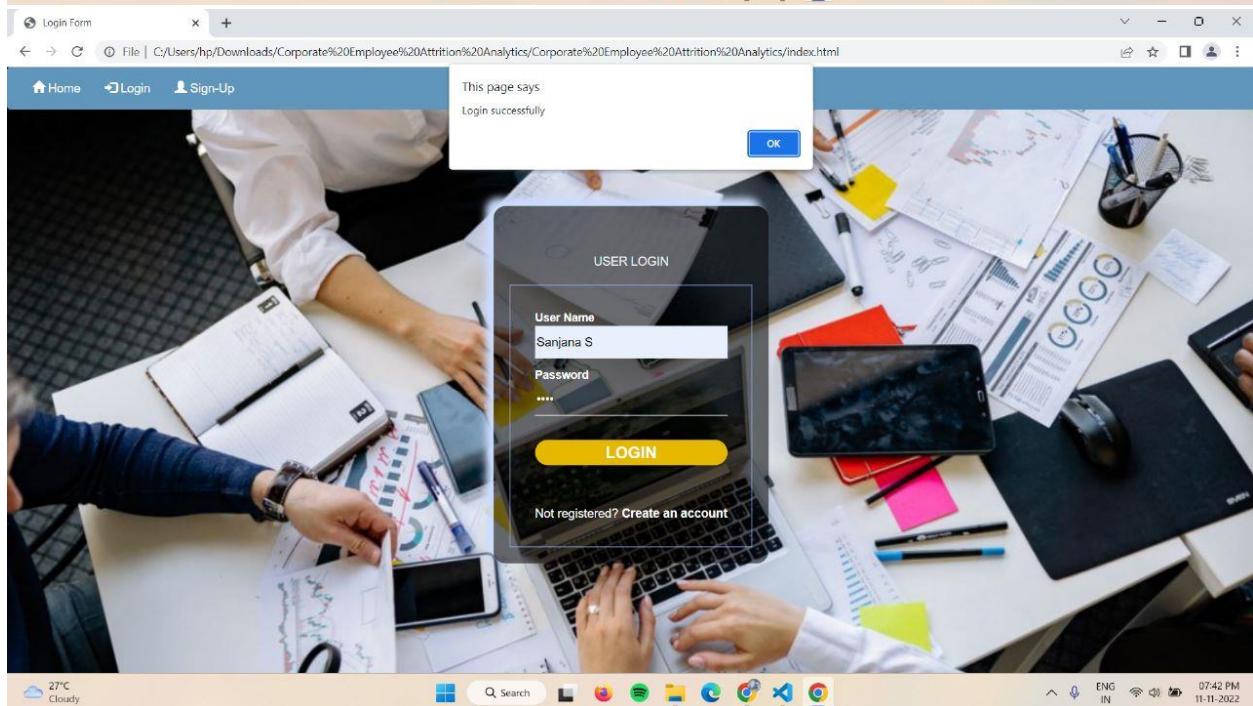 Login Form
File | C:/Users/hp/Downloads/Corporate%20Employee%20Attrition%20Analytics/Corporate%20Employee%20Attrition%20Analytics/index.html
Home Login Sign-Up
This page says
Login successfully
OK
USER LOGIN
User Name
Sanjana S
Password
••••
LOGIN
Not registered? Create an account
27°C
Cloudy
Search
ENG
IN
07:42 PM
11-11-2022